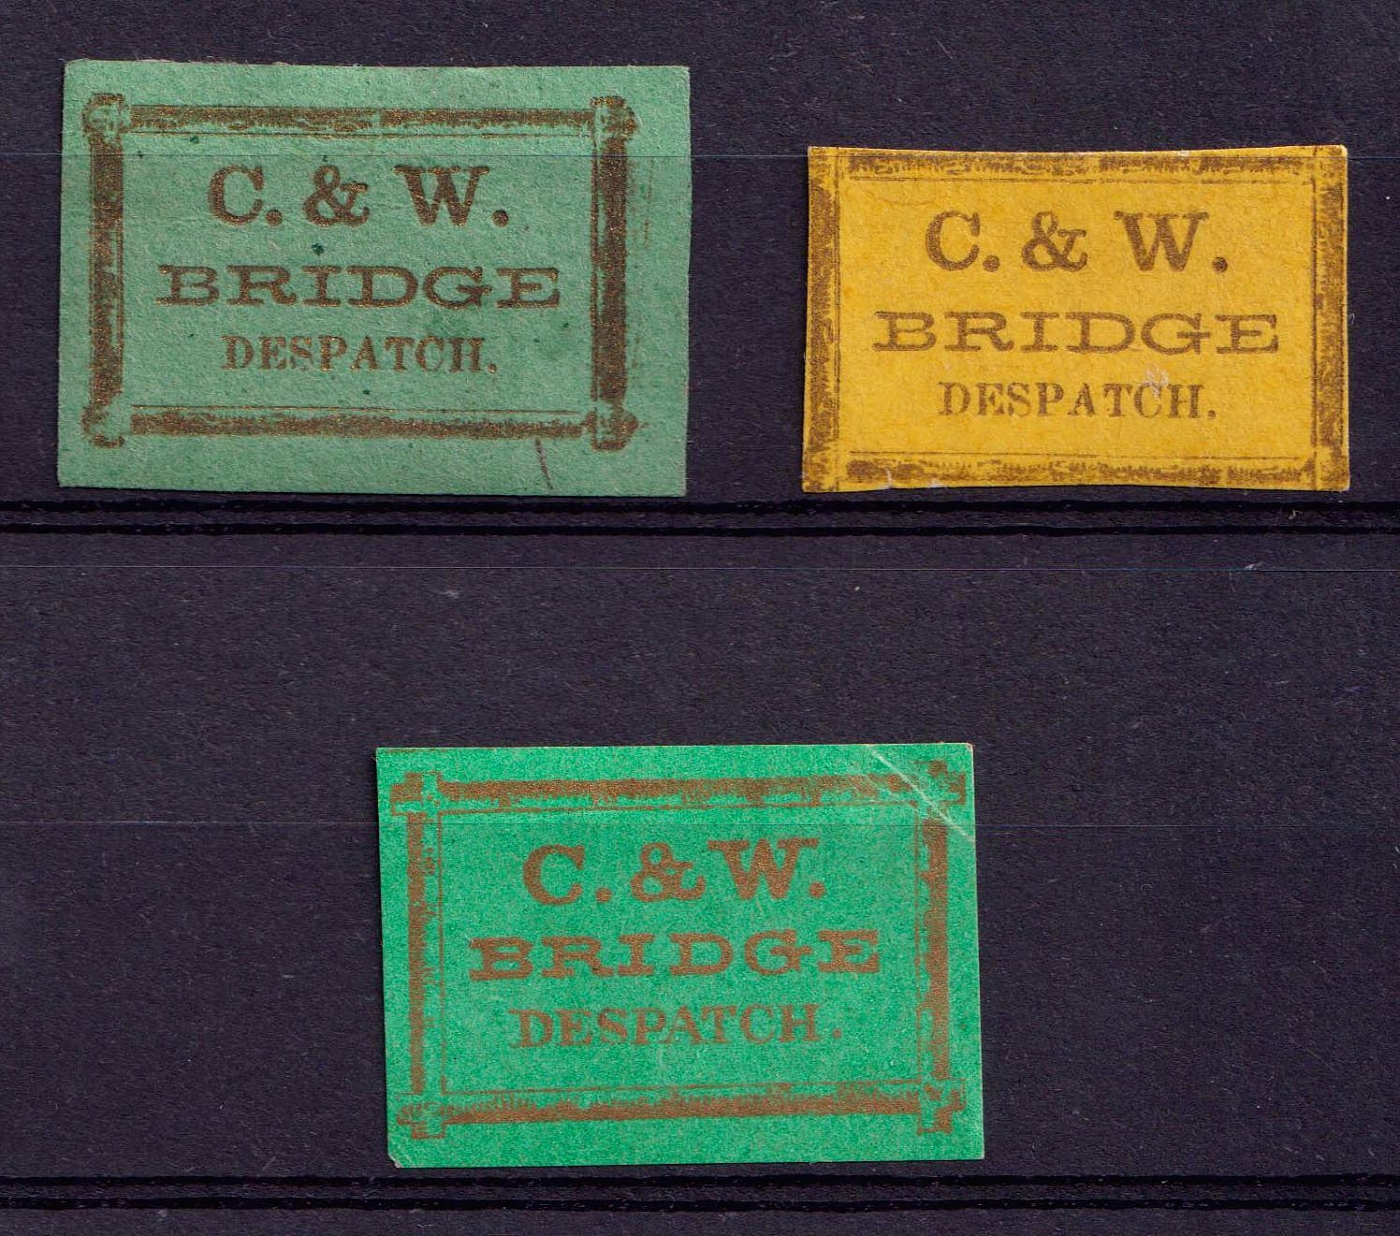 C. & W.
BRIDGE
DESPATCH.
C. & W.
BRIDGE
DESPATCH.
C. & W.
BRIDGE
DESPATCH.